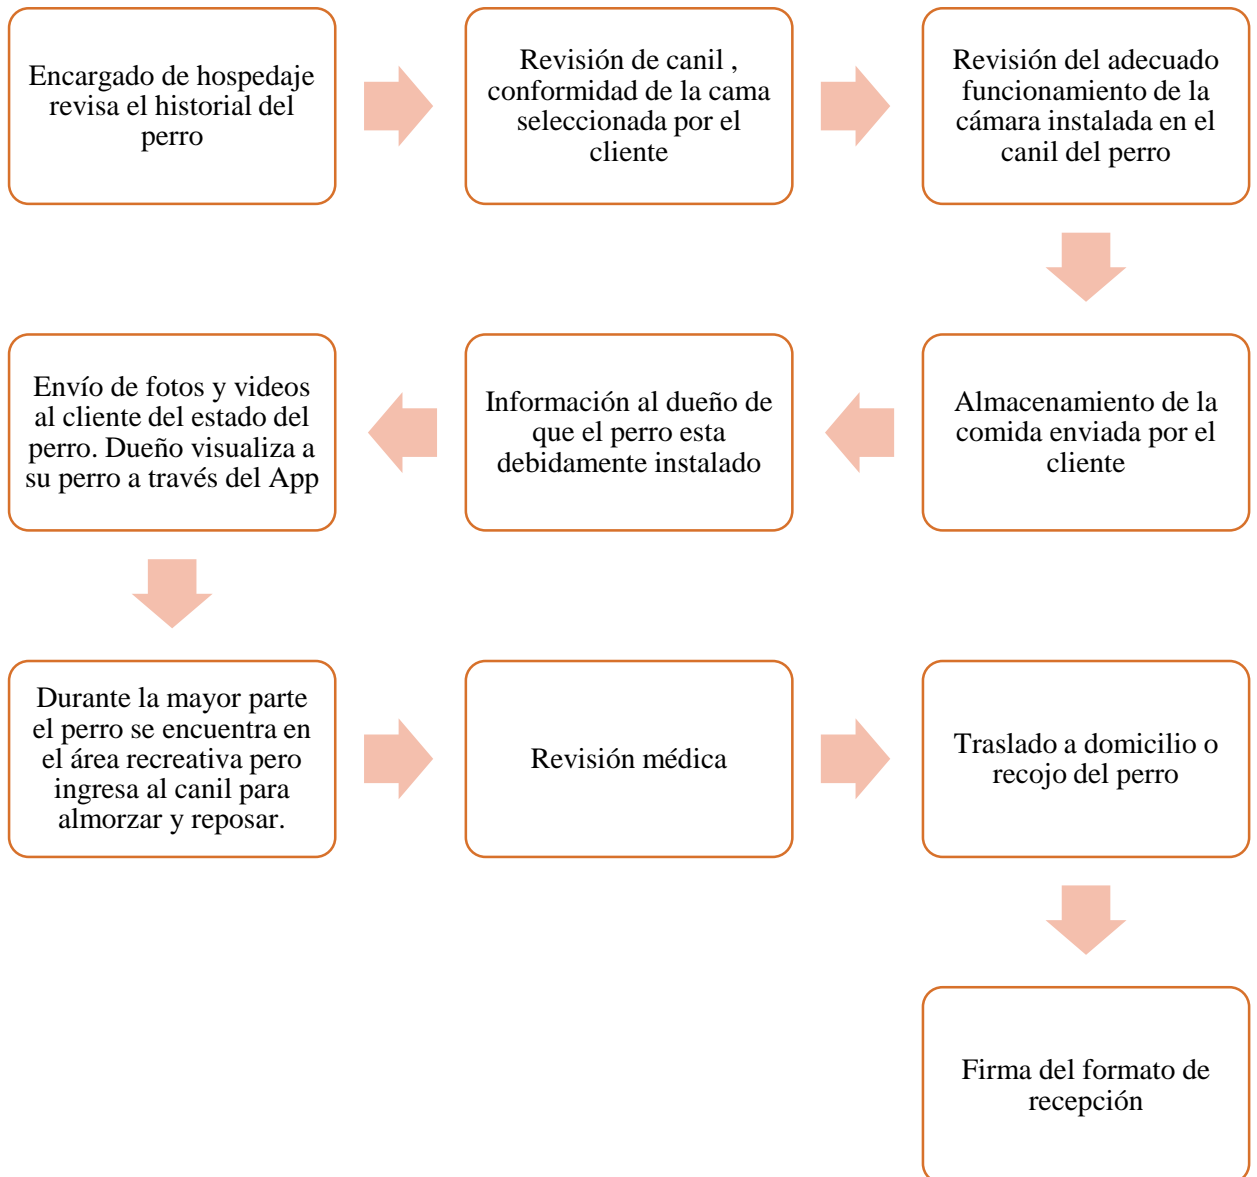 Encargado de hospedaje
revisa el historial del
perro
Revisión de canil ,
conformidad de la cama
seleccionada por el
cliente
Revisión del adecuado
funcionamiento de la
cámara instalada en el
canil del perro
Almacenamiento de la
comida enviada por el
cliente
Información al dueño de
que el perro esta
debidamente instalado
Envío de fotos y videos
al cliente del estado del
perro. Dueño visualiza a
su perro a través del App
Durante la mayor parte
el perro se encuentra en
el área recreativa pero
ingresa al canil para
almorzar y reposar.
Revisión médica
Traslado a domicilio o
recojo del perro
Firma del formato de
recepción